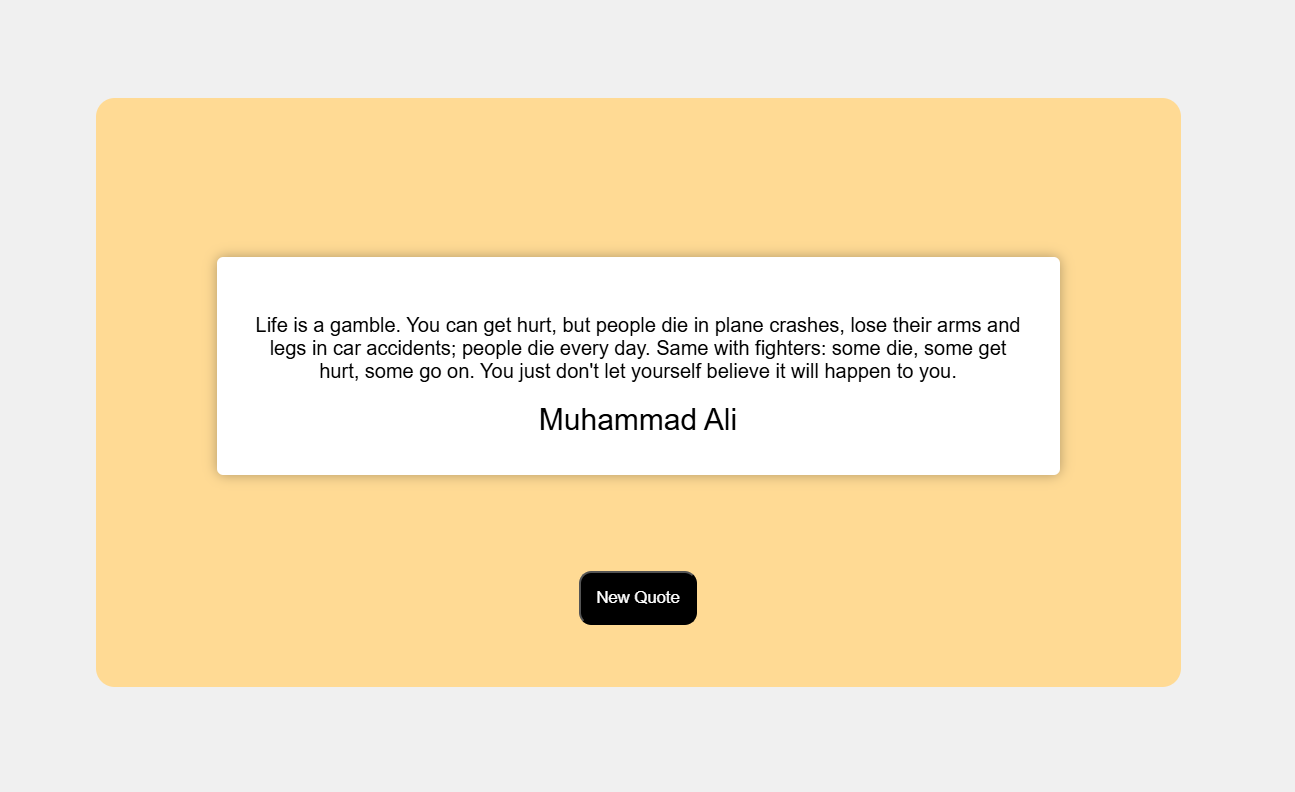 Life is a gamble. You can get hurt, but people die in plane crashes, lose their arms and
legs in car accidents; people die every day. Same with fighters: some die, some get
hurt, some go on. You just don't let yourself believe it will happen to you.
Muhammad Ali
New Quote